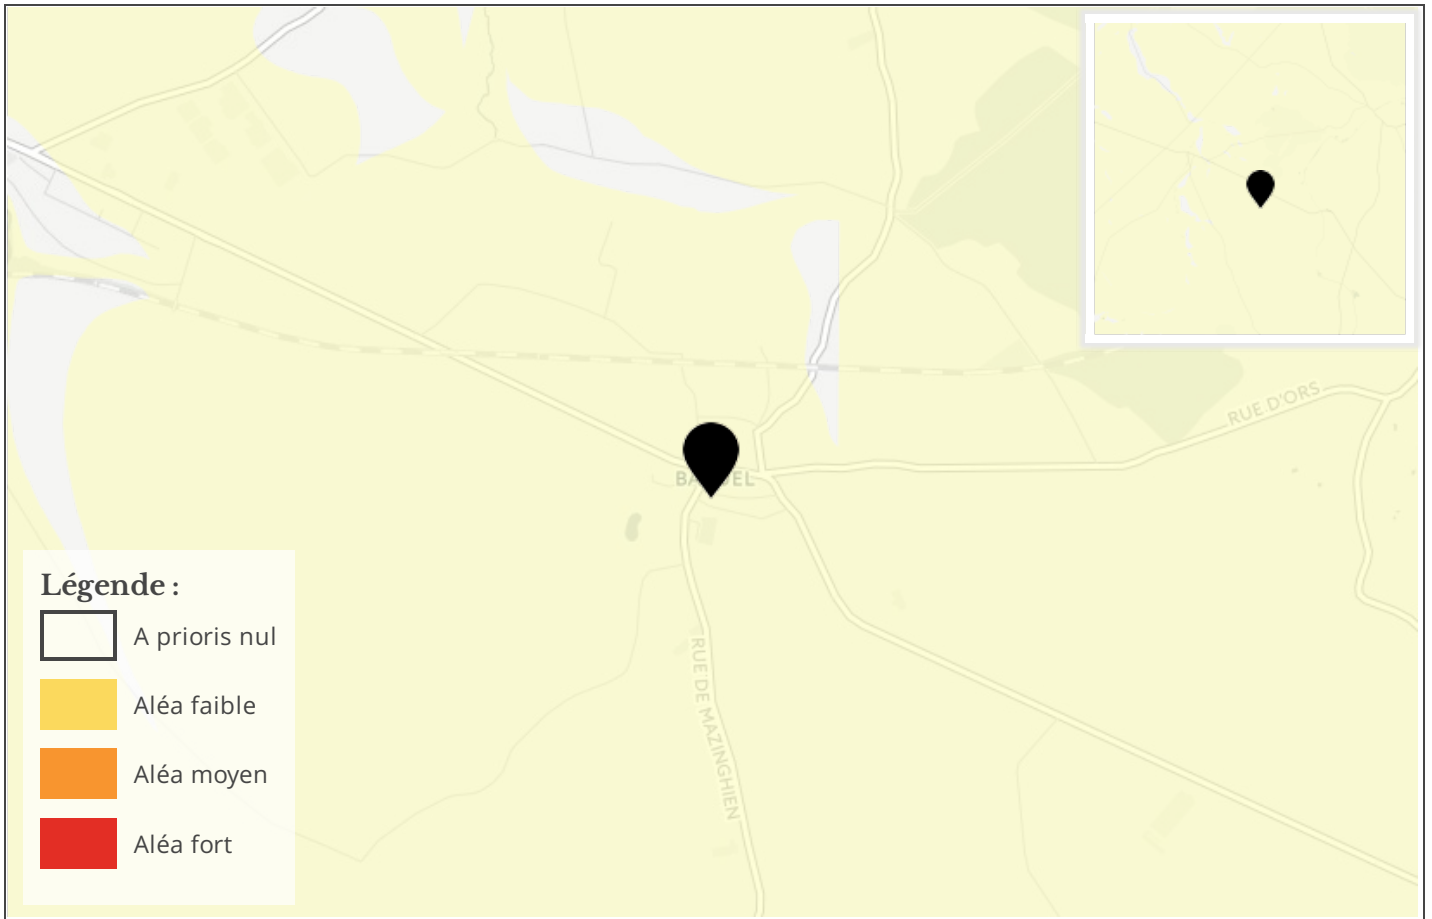 RUE D'ORS
RUE DE MAZINGHIEN
Légende :
A prioris nul
Aléa faible
Aléa moyen
Aléa fort